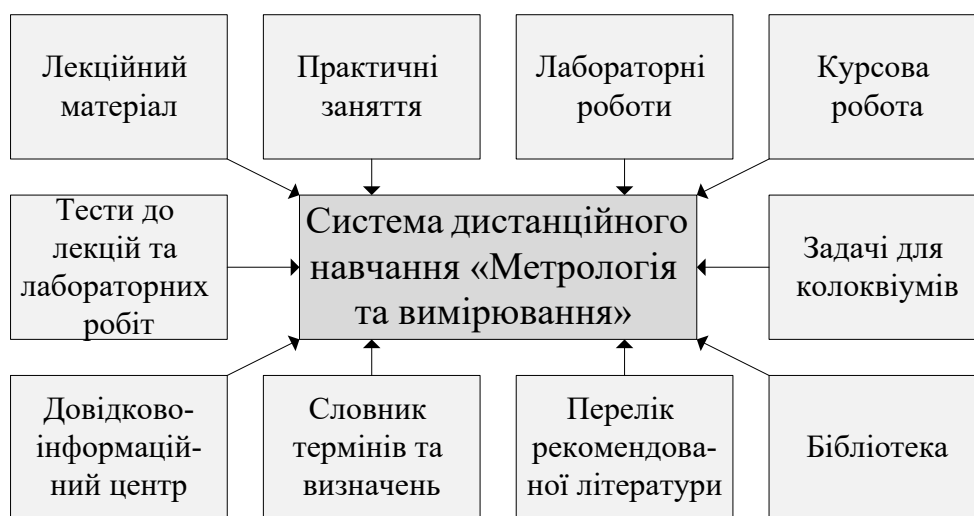 Лекційний
матеріал
Практичні
заняття
Лабораторні
роботи
Курсова
робота
Тести до
лекцій та
лабораторних
робіт
Система дистанційного
навчання «Метрологія
та вимірювання»
Задачі для
колоквіумів
Довідково-
інформацій-
ний центр
Словник
термінів та
визначень
Перелік
рекомендова-
ної літератури
Бібліотека